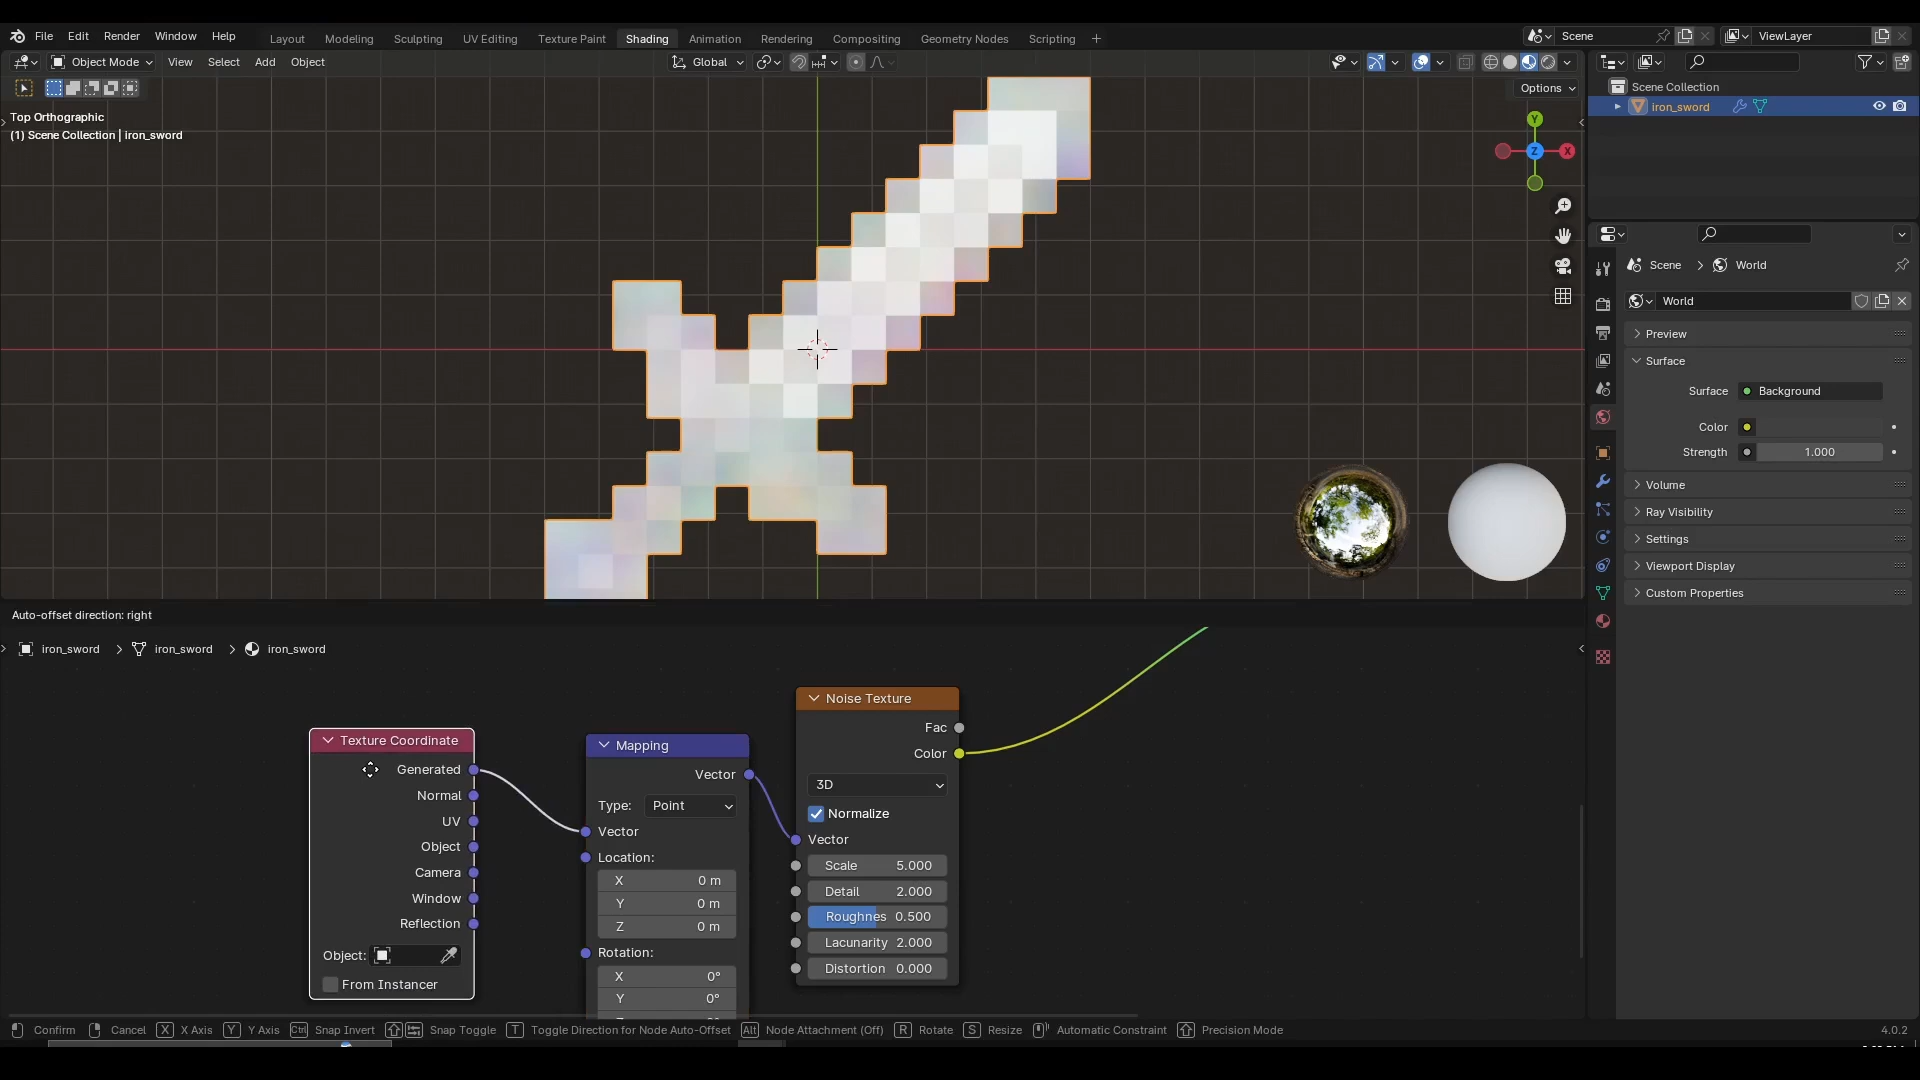 File Edit Render Window Help Layout Modeling Sculpting UV Editing Texture Paint Shading Animation Rendering Compositing Geometry Nodes Scripting + Scene ViewLayer
Object Mode View Select Add Object Global
Options
Top Orthographic
(1) Scene Collection | iron_sword
Y
Z X
Scene Collection
iron_sword
Scene > World
World
Preview
Surface
Surface Background
Color
Strength 1.000
Volume
Ray Visibility
Settings
Viewport Display
Custom Properties
Auto-offset direction: right
iron_sword > iron_sword > iron_sword
Texture Coordinate
Generated
Normal
UV
Object
Camera
Window
Reflection
Object:
From Instancer
Mapping
Vector
Type: Point
Vector
Location:
X 0 m
Y 0 m
Z 0 m
Rotation:
X 0°
Y 0°
Noise Texture
Fac
Color
3D
Normalize
Vector
Scale 5.000
Detail 2.000
Roughnes 0.500
Lacunarity 2.000
Distortion 0.000
Confirm Cancel X X Axis Y Y Axis Ctrl Snap Invert Snap Toggle T Toggle Direction for Node Auto-Offset Alt Node Attachment (Off) R Rotate S Resize Automatic Constraint Precision Mode 4.0.2